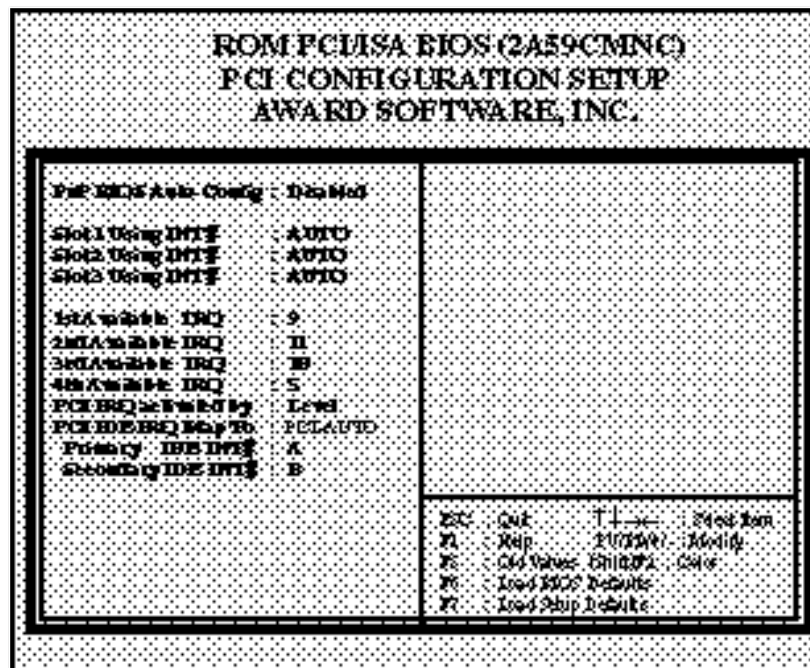 ROM PCI/ISA BIOS (2A59CMNC)
PCI CONFIGURATION SETUP
AWARD SOFTWARE, INC.
PnP BIOS Auto-Config : Disabled
Slot1 Using INT# : AUTO
Slot2 Using INT# : AUTO
Slot3 Using INT# : AUTO
1st Available IRQ : 9
2nd Available IRQ : 11
3rd Available IRQ : 10
4th Available IRQ : 5
PCI IRQ activated by : Level
PCI IDE IRQ Map To : PCI-AUTO
Primary IDE INT# : A
Secondary IDE INT# : B
ESC : Quit ↑↓→← : Select Item
F1 : Help PU/PD/+/- : Modify
F5 : Old Values (Shift)F2 : Color
F6 : Load BIOS Defaults
F7 : Load Setup Defaults